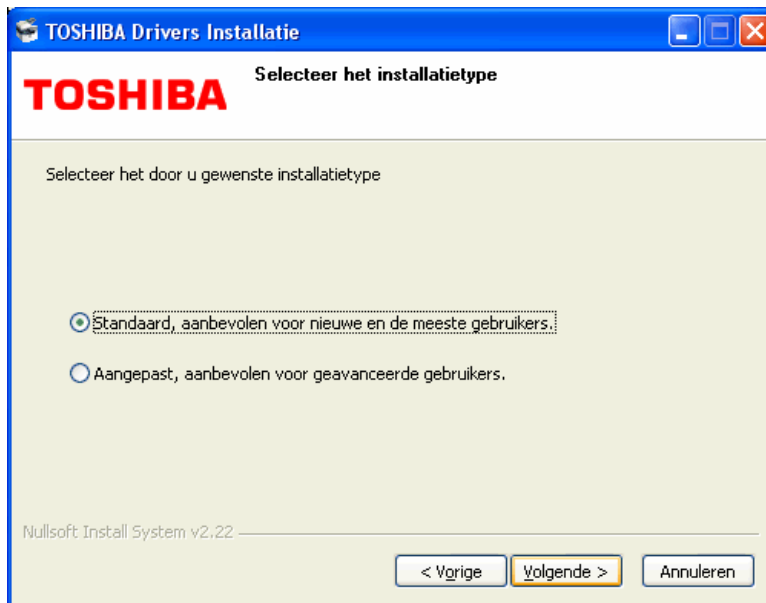 TOSHIBA Drivers Installatie
TOSHIBA
Selecteer het installatietype
Selecteer het door u gewenste installatietype
Standaard, aanbevolen voor nieuwe en de meeste gebruikers.
Aangepast, aanbevolen voor geavanceerde gebruikers.
Nullsoft Install System v2.22
< Vorige
Volgende >
Annuleren